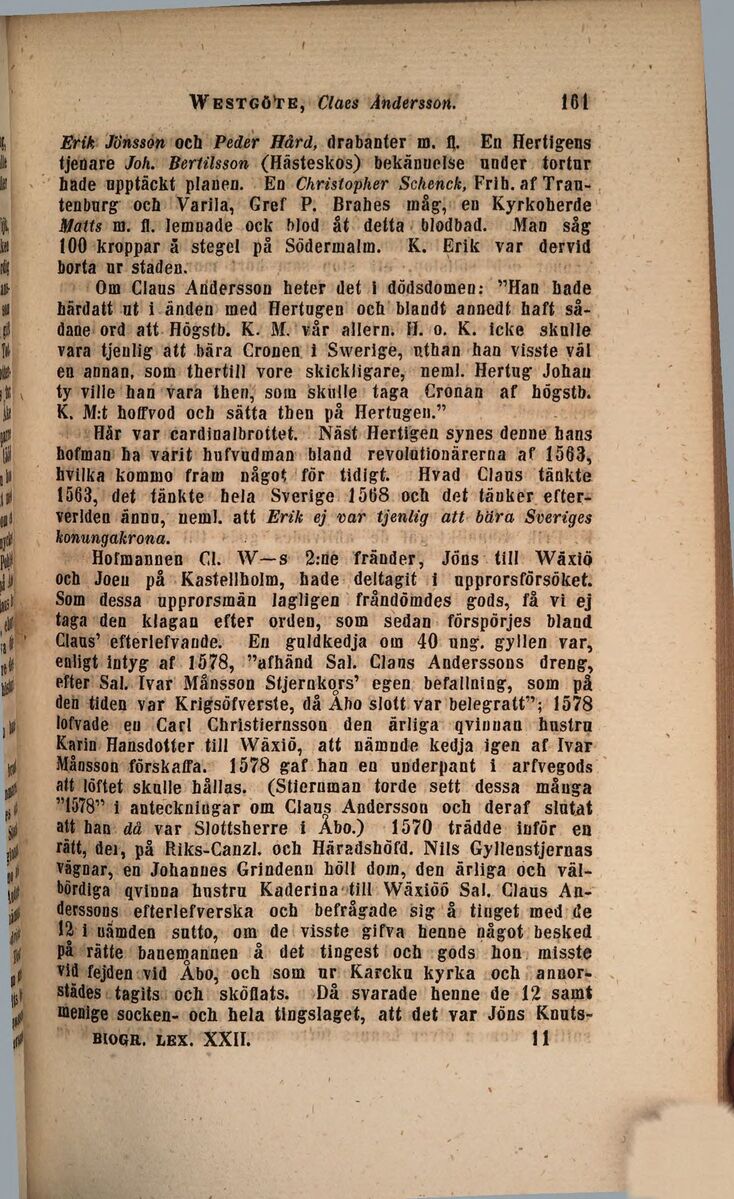 WESTGÖTE, Claes Andersson. 161
Erik Jönsson och Peder Hård, drabanter m. fl. En Hertigens
tjenare Joh. Bertilsson (Hästeskos) bekännelse under tortur
hade upptäckt planen. En Christopher Schenck, Frih. af Trau-
tenburg och Varila, Gref P. Brahes måg, en Kyrkoherde
Matts m. fl. lemnade ock blod åt detta blodbad. Man såg
100 kroppar å stegel på Södermalm. K. Erik var dervid
borta ur staden.
Om Claus Andersson heter det i dödsdomen: ”Han hade
härdatt ut i änden med Hertugen och blandt annedt haft så-
dane ord att Högstb. K. M. vår allern. H. o. K. icke skulle
vara tjenlig att bära Cronen i Swerige, uthan han visste väl
en annan, som thertill vore skickligare, neml. Hertug Johan
ty ville han vara then, som skulle taga Cronan af högstb.
K. M:t hoffvod och sätta then på Hertugen.”
Här var cardinalbrottet. Näst Hertigen synes denne hans
hofman ha varit hufvudman bland revolutionärerna af 1563,
hvilka kommo fram något för tidigt. Hvad Claus tänkte
1563, det tänkte hela Sverige 1568 och det tänker efter-
verlden ännu, neml. att Erik ej var tjenlig att bära Sveriges
konungakrona.
Hofmannen Cl. W—s 2:ne fränder, Jöns till Wäxiö
och Joen på Kastellholm, hade deltagit i upprorsförsöket.
Som dessa upprorsmän lagligen fråndömdes gods, få vi ej
taga den klagan efter orden, som sedan förspörjes bland
Claus’ efterlefvande. En guldkedja om 40 ung. gyllen var,
enligt intyg af 1578, ”afhänd Sal. Claus Anderssons dreng,
efter Sal. Ivar Månsson Stjernkors’ egen befallning, som på
den tiden var Krigsöfverste, då Åbo slott var belegratt”; 1578
lofvade en Carl Christiernsson den ärliga qvinnan hustru
Karin Hansdotter till Wäxiö, att nämnde kedja igen af Ivar
Månsson förskaffa. 1578 gaf han en underpant i arfvegods
att löftet skulle hållas. (Stiernman torde sett dessa många
”1578” i anteckningar om Claus Andersson och deraf slutat
att han då var Slottsherre i Åbo.) 1570 trädde inför en
rätt, der, på Riks-Canzl. och Häradshöfd. Nils Gyllenstjernas
vägnar, en Johannes Grindenn höll dom, den ärliga och väl-
bördiga qvinna hustru Kaderina till Wäxiöö Sal. Claus An-
derssons efterlefverska och befrågade sig å tinget med de
12 i nämden sutto, om de visste gifva henne något besked
på rätte banemannen å det tingest och gods hon misste
vid fejden vid Åbo, och som ur Karcku kyrka och annor-
städes tagits och sköflats. Då svarade henne de 12 samt
menige socken- och hela tingslaget, att det var Jöns Knuts-
BIOGR. LEX. XXII. 11